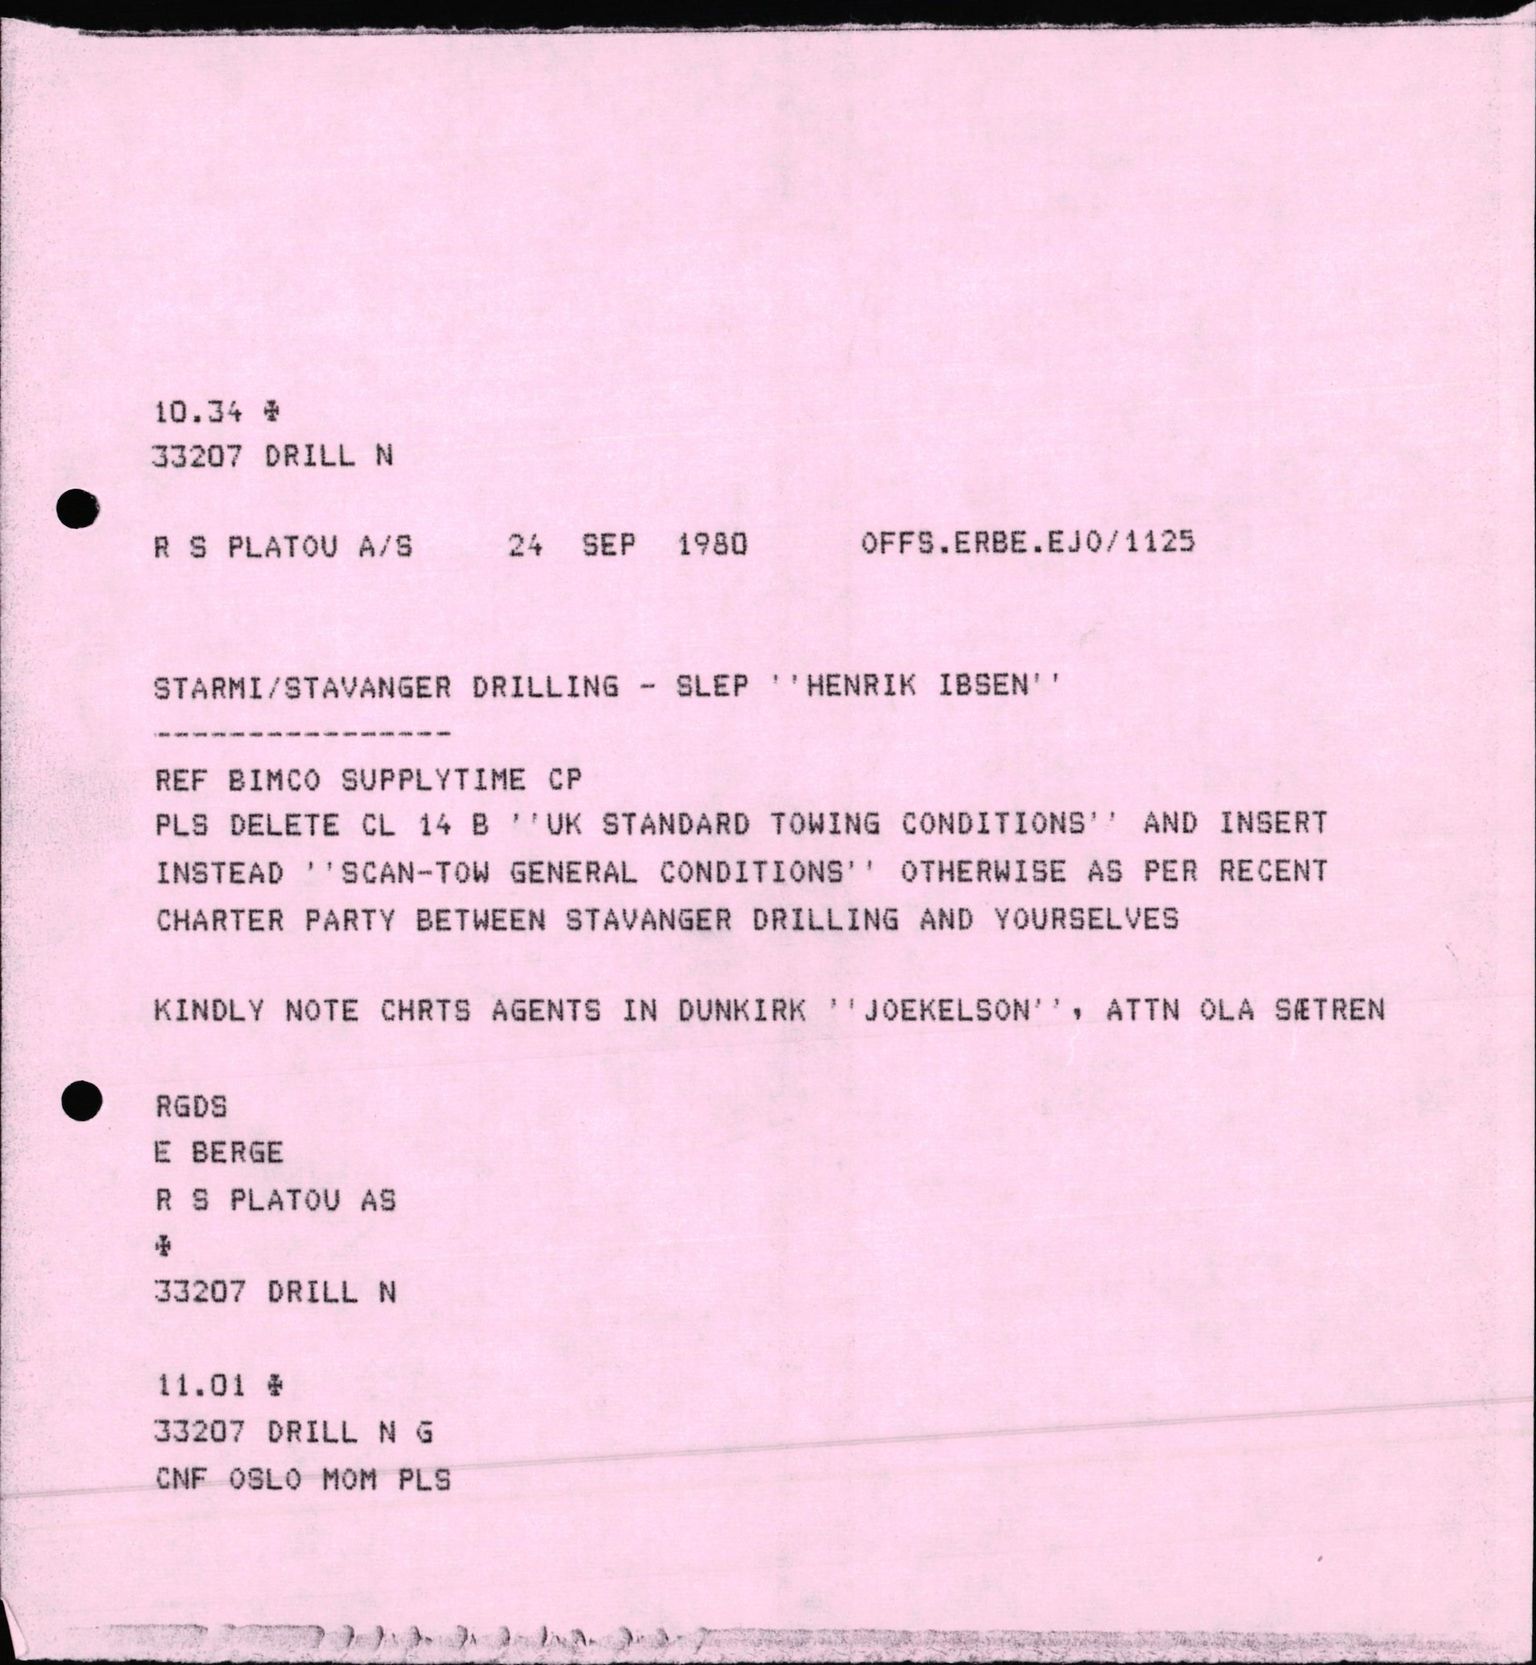 10.34 ✠
33207 DRILL N
R S PLATOU A/S 24 SEP 1980 OFFS.ERBE.EJO/1125
STARMI/STAVANGER DRILLING - SLEP ''HENRIK IBSEN''
----------------
REF BIMCO SUPPLYTIME CP
PLS DELETE CL 14 B ''UK STANDARD TOWING CONDITIONS'' AND INSERT
INSTEAD ''SCAN-TOW GENERAL CONDITIONS'' OTHERWISE AS PER RECENT
CHARTER PARTY BETWEEN STAVANGER DRILLING AND YOURSELVES
KINDLY NOTE CHRTS AGENTS IN DUNKIRK ''JOEKELSON'', ATTN OLA SÆTREN
RGDS
E BERGE
R S PLATOU AS
✠
33207 DRILL N
11.01 ✠
33207 DRILL N G
CNF OSLO MOM PLS